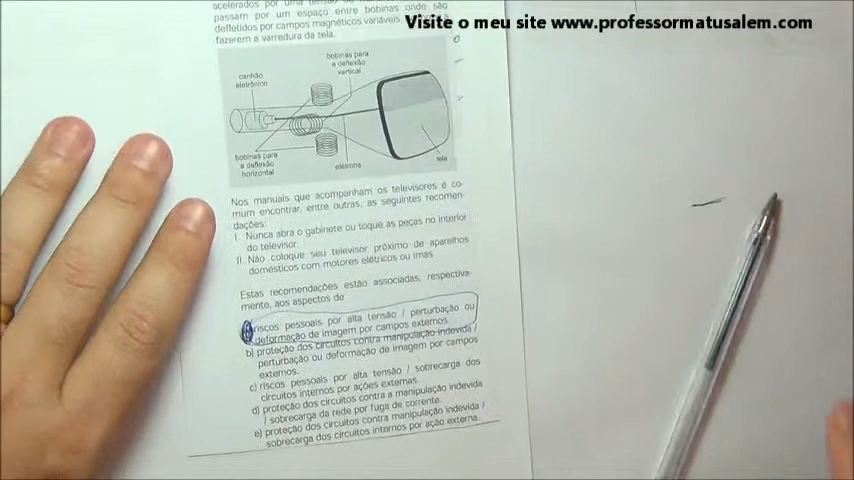 acelerados por uma
passam por um espaço entre bobinas onde são
defletidos por campos magnéticos variáveis,
fazerem a varredura da tela.
Visite o meu site www.professormatusalem.com
bobinas para
a deflexão
vertical
canhão
eletrônico
bobinas para
a deflexão
horizontal
elétrons
tela
Nos manuais que acompanham os televisores é co-
mum encontrar, entre outras, as seguintes recomen-
dações:
I. Nunca abra o gabinete ou toque as peças no interior
do televisor.
II. Não coloque seu televisor próximo de aparelhos
domésticos com motores elétricos ou ímãs
Estas recomendações estão associadas, respectiva-
mente, aos aspectos de
riscos pessoais por alta tensão / perturbação ou
deformação de imagem por campos externos.
b) proteção dos circuitos contra manipulação indevida /
perturbação ou deformação de imagem por campos
externos.
c) riscos pessoais por alta tensão / sobrecarga dos
circuitos internos por ações externas.
d) proteção dos circuitos contra a manipulação indevida
/ sobrecarga da rede por fuga de corrente.
e) proteção dos circuitos contra manipulação indevida /
sobrecarga dos circuitos internos por ação externa.